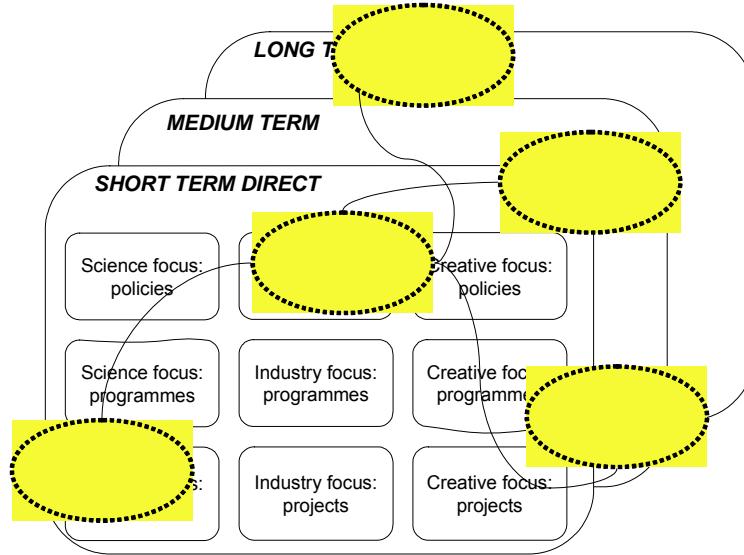 LONG T
MEDIUM TERM
SHORT TERM DIRECT
Science focus:
policies
Creative focus:
policies
Science focus:
programmes
Industry focus:
programmes
Creative focus:
programme
Industry focus:
projects
Creative focus:
projects